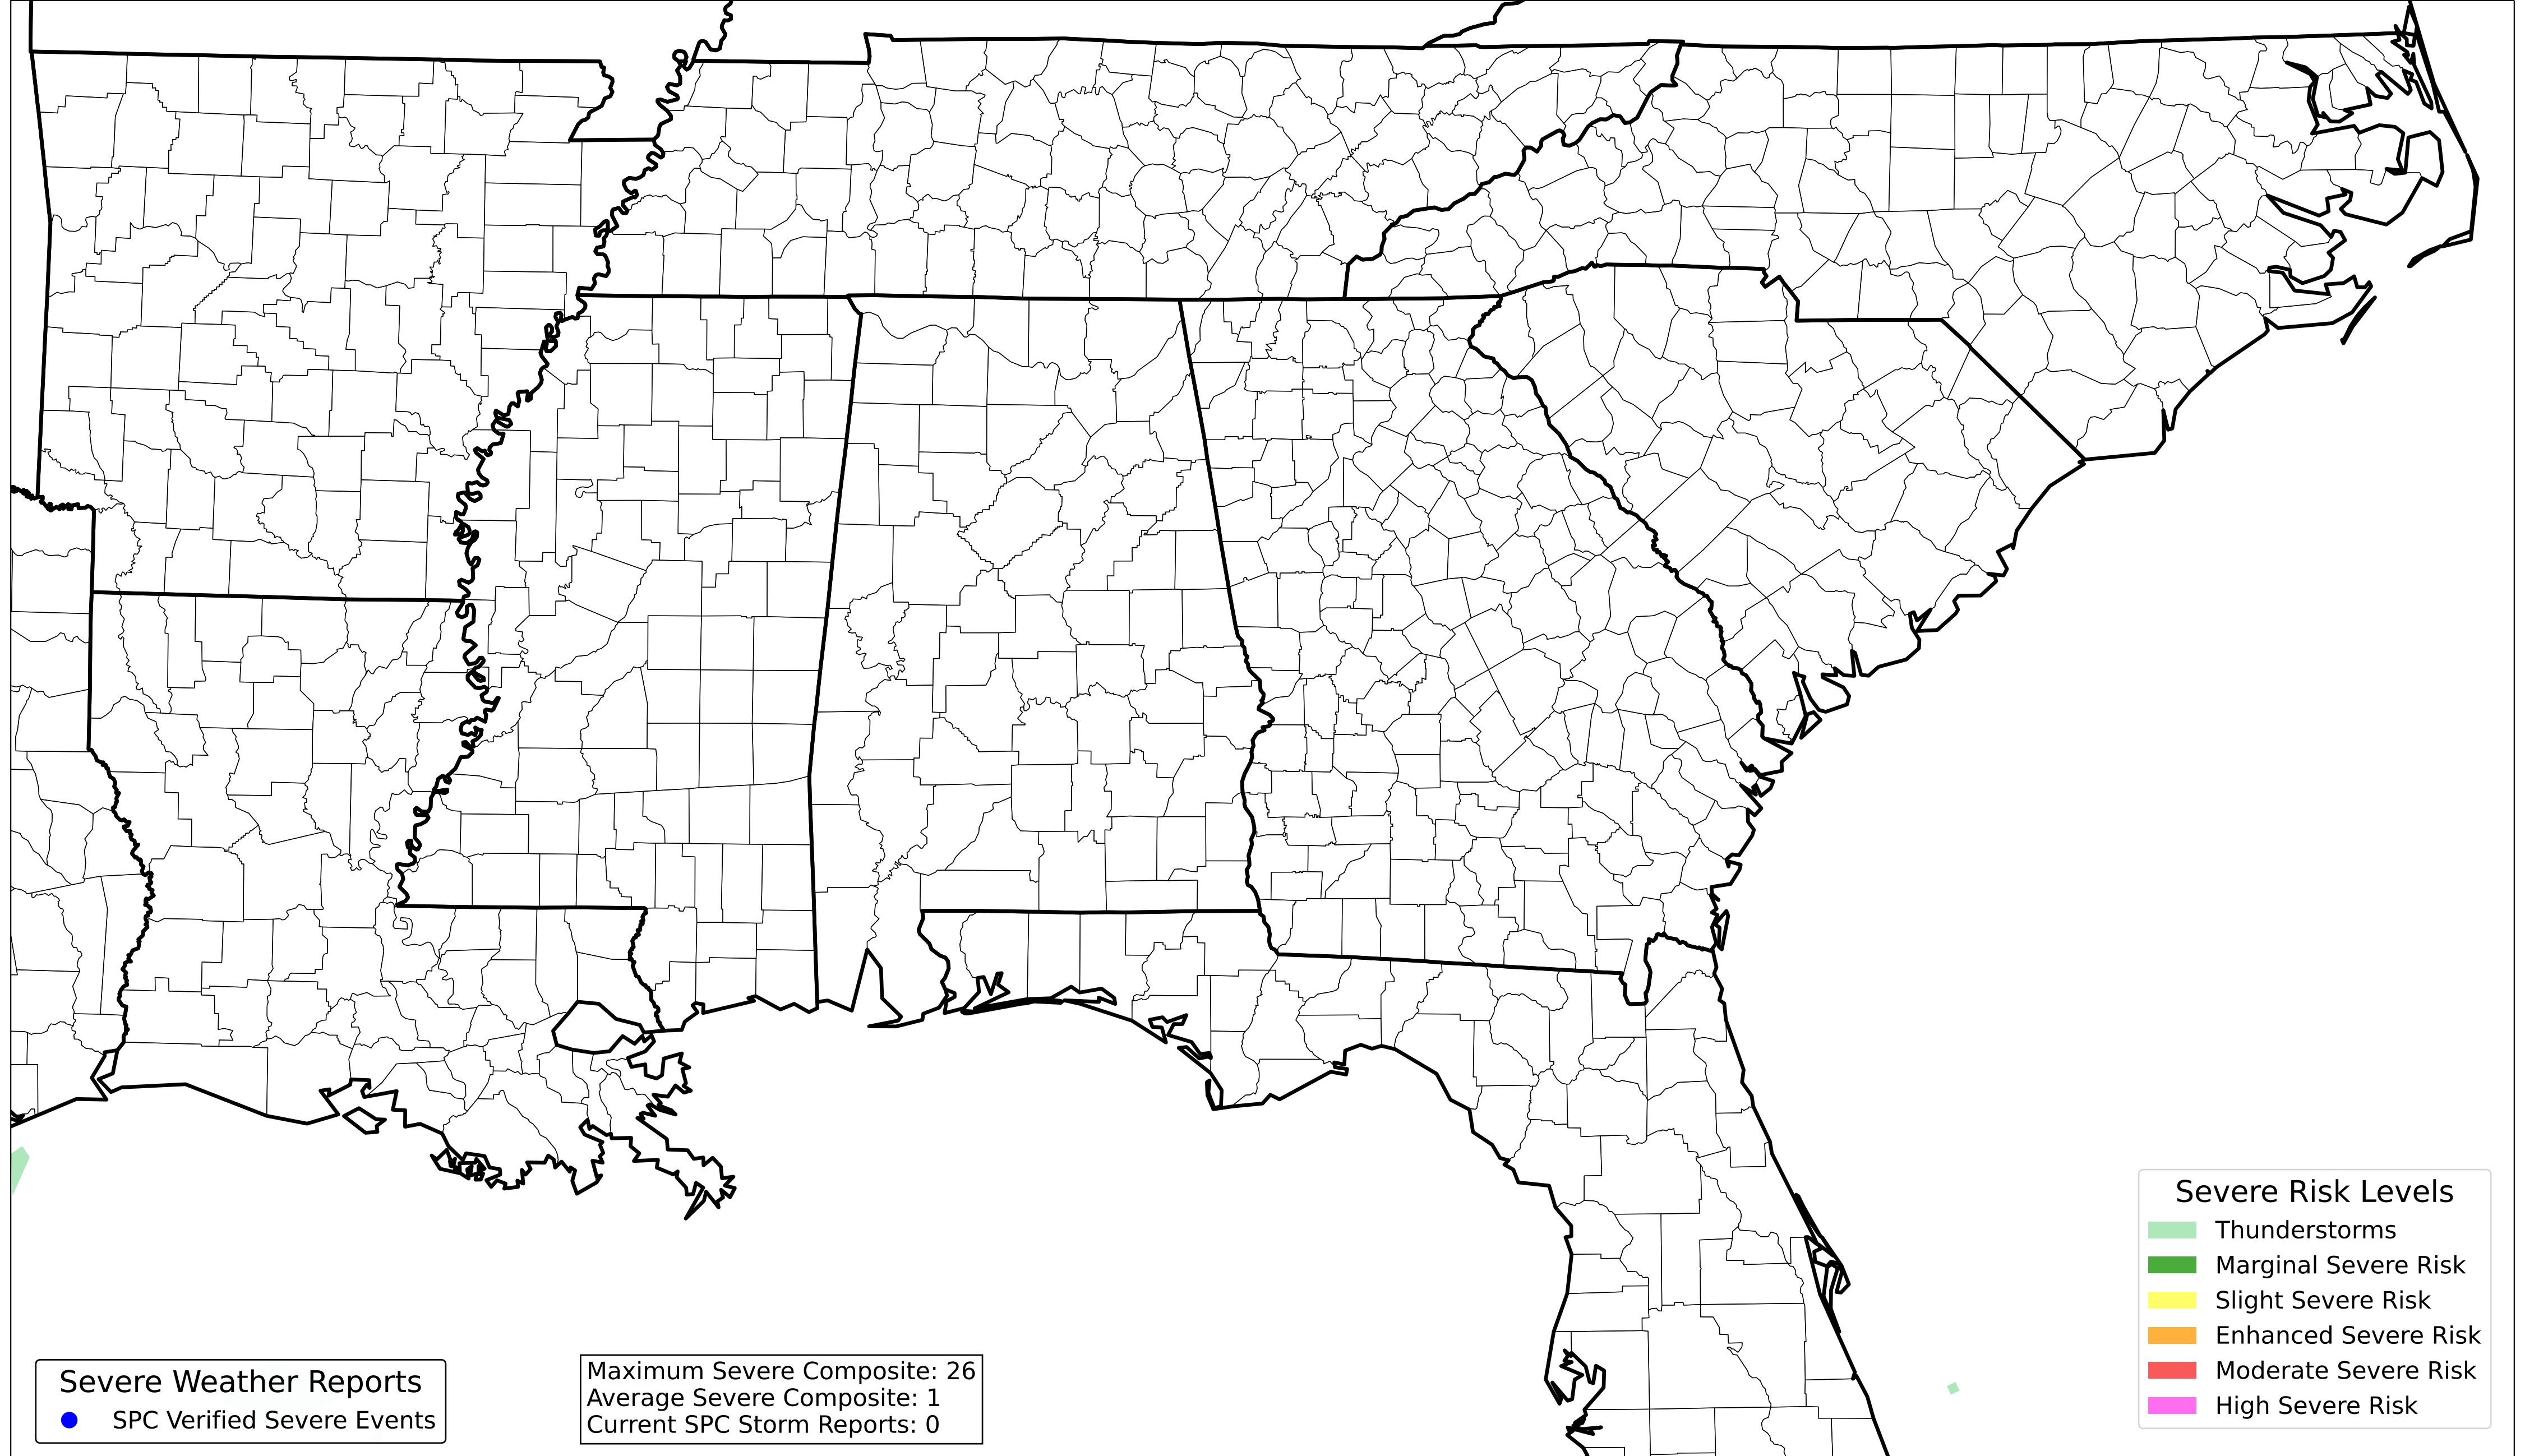 Severe Weather Reports
SPC Verified Severe Events
Maximum Severe Composite: 26
Average Severe Composite: 1
Current SPC Storm Reports: 0
Severe Risk Levels
Thunderstorms
Marginal Severe Risk
Slight Severe Risk
Enhanced Severe Risk
Moderate Severe Risk
High Severe Risk